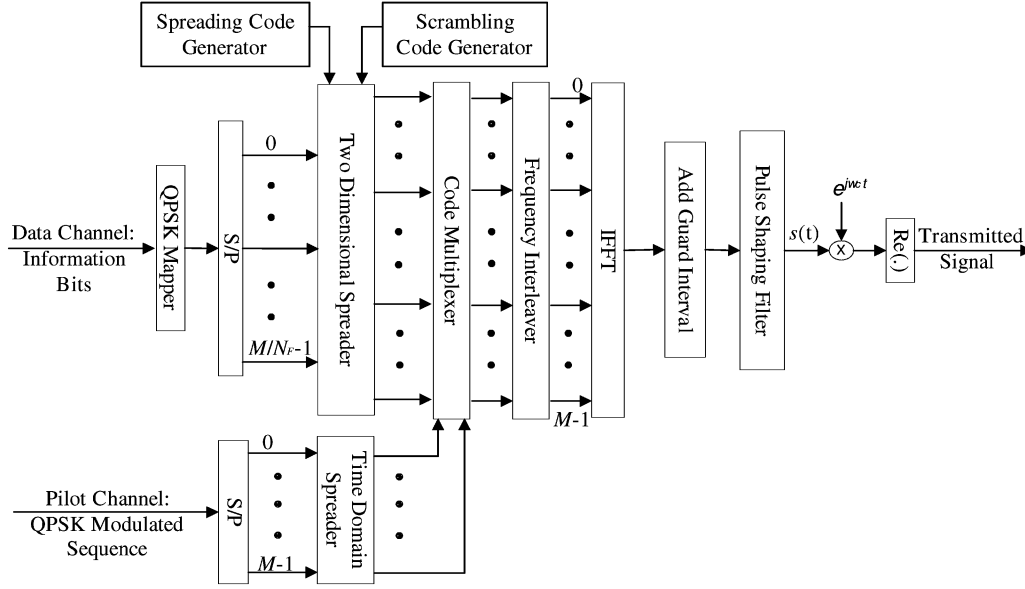 Spreading Code
Generator
Scrambling
Code Generator
Data Channel:
Information
Bits
QPSK Mapper
S/P
0
M/N_F-1
Two Dimensional Spreader
Code Multiplexer
Frequency Interleaver
0
M-1
IFFT
Add Guard Interval
Pulse Shaping Filter
s(t)
e^jwct
X
Re(.)
Transmitted
Signal
Pilot Channel:
QPSK Modulated
Sequence
S/P
0
M-1
Time Domain
Spreader